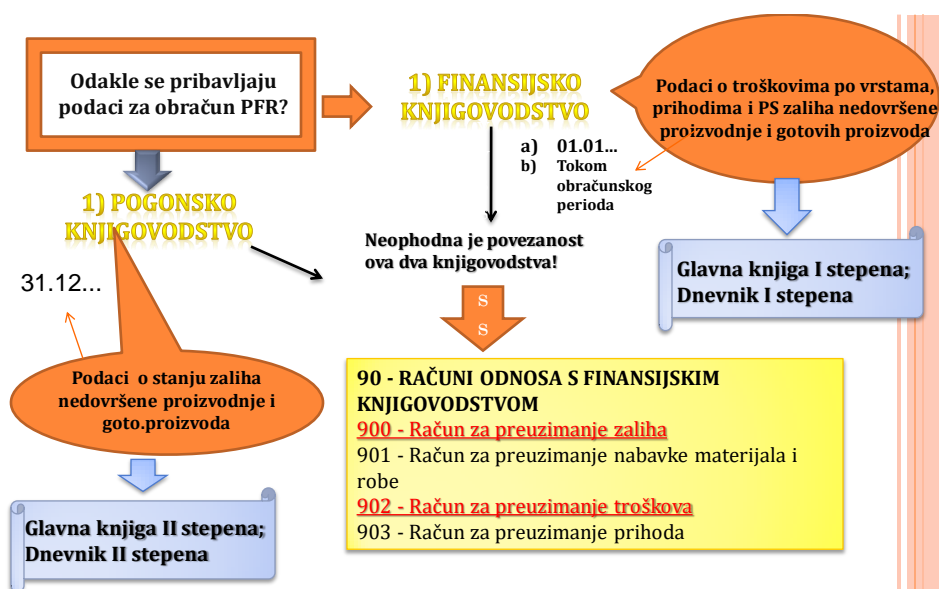 Odakle se pribavljaju
podaci za obračun PFR?
1) FINANSIJSKO
KNJIGOVODSTVO
Podaci o troškovima po vrstama,
prihodima i PS zaliha nedovršene
proizvodnje i gotovih proizvoda
a) 01.01...
b) Tokom
obračunskog
perioda
1) POGONSKO
KNJIGOVODSTVO
Neophodna je povezanost
ova dva knjigovodstva!
31.12...
Glavna knjiga I stepena;
Dnevnik I stepena
S
S
Podaci o stanju zaliha
nedovršene proizvodnje i
goto.proizvoda
90 - RAČUNI ODNOSA S FINANSIJSKIM
KNJIGOVODSTVOM
900 - Račun za preuzimanje zaliha
901 - Račun za preuzimanje nabavke materijala i
robe
902 - Račun za preuzimanje troškova
903 - Račun za preuzimanje prihoda
Glavna knjiga II stepena;
Dnevnik II stepena